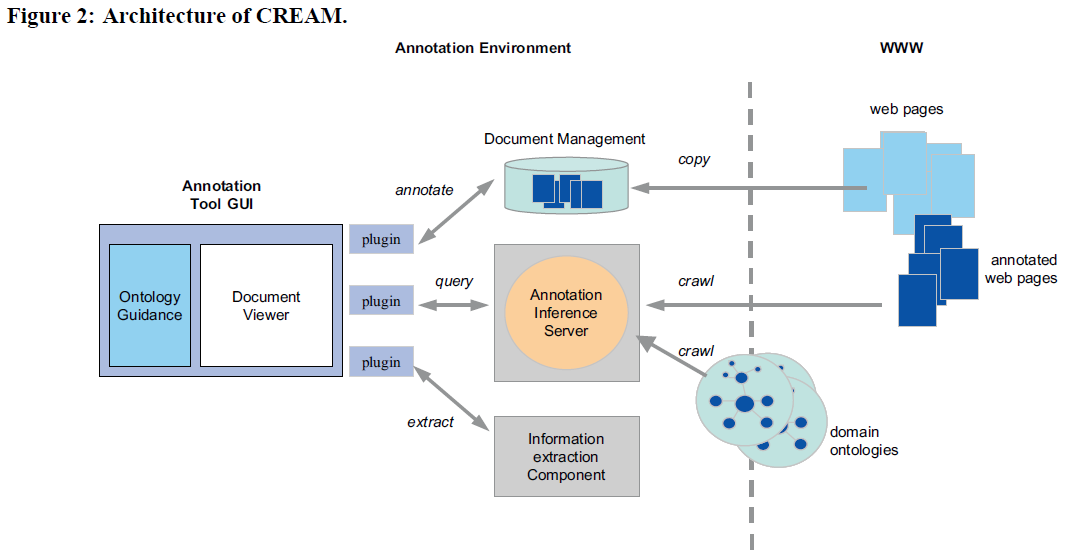 Figure 2: Architecture of CREAM.
Annotation Environment
WWW
web pages
Document Management
copy
annotate
Annotation
Tool GUI
plugin
Ontology
Guidance
Document
Viewer
plugin
query
Annotation
Inference
Server
crawl
annotated
web pages
crawl
plugin
extract
Information
extraction
Component
domain
ontologies